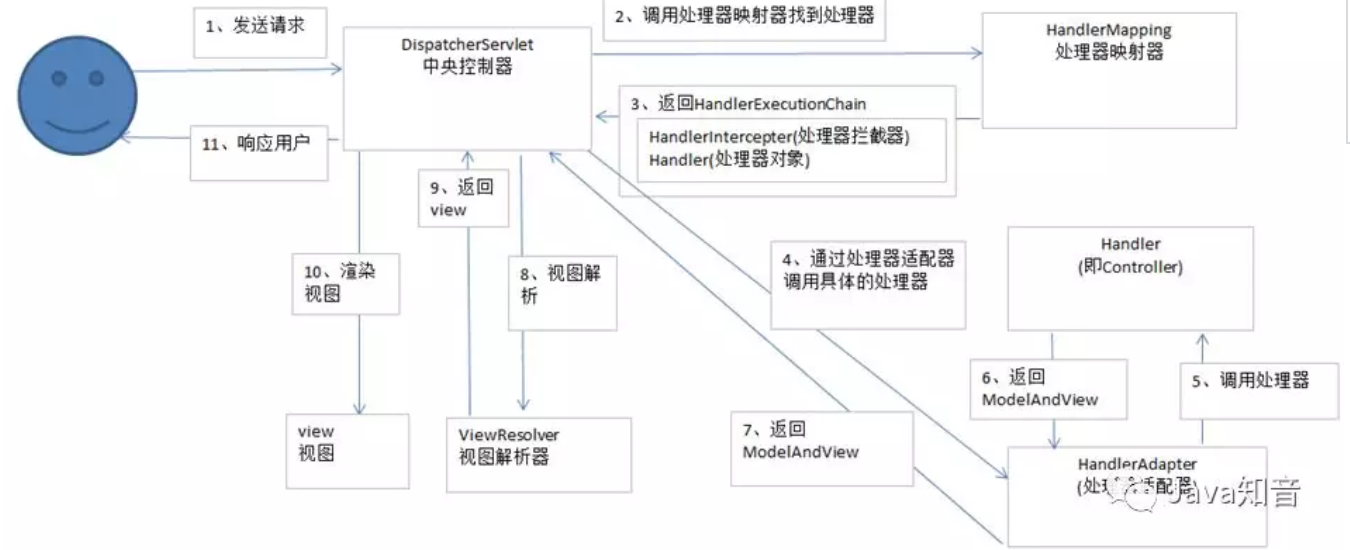 1、发送请求
2、调用处理器映射器找到处理器
HandlerMapping
处理器映射器
DispatcherServlet
中央控制器
3、返回HandlerExecutionChain
HandlerIntercepter(处理器拦截器)
Handler(处理器对象)
11、响应用户
9、返回
view
4、通过处理器适配器
调用具体的处理器
Handler
(即Controller)
10、渲染
视图
8、视图解
析
6、返回
ModelAndView
5、调用处理器
view
视图
ViewResolver
视图解析器
7、返回
ModelAndView
HandlerAdapter
(处理器适配器)
Java知音